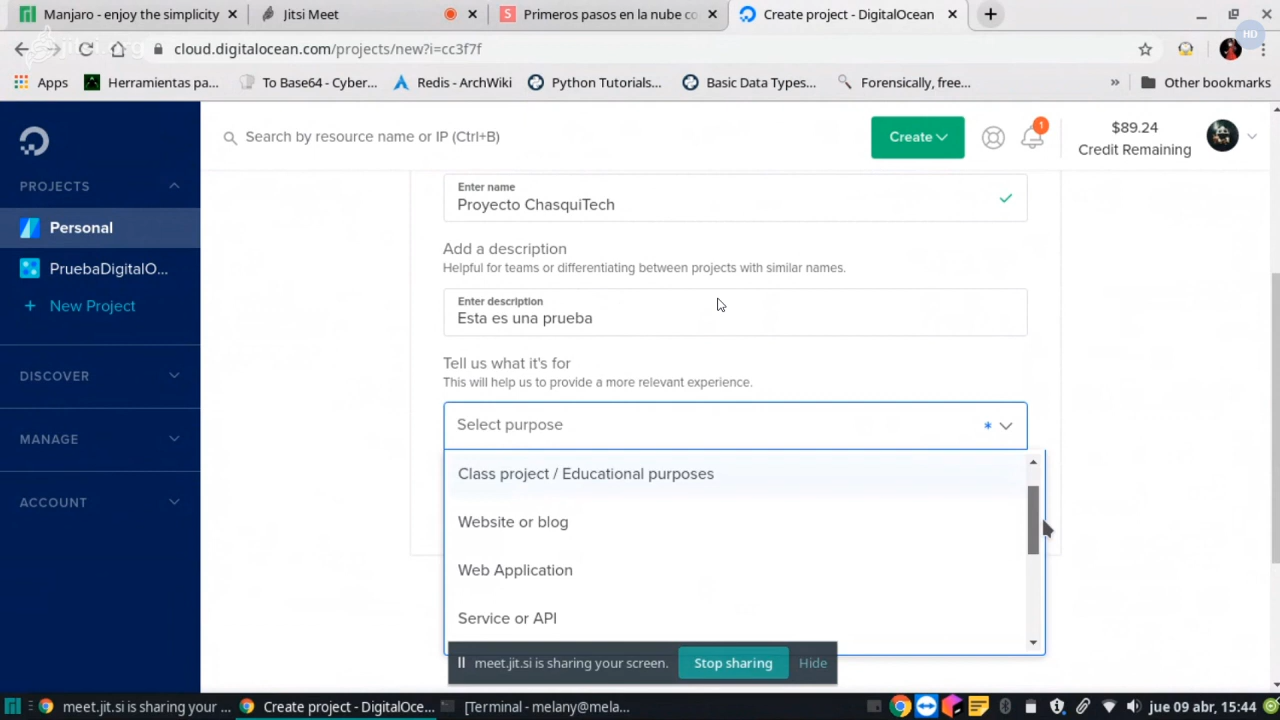 Manjaro - enjoy the simplicity
Jitsi Meet
Primeros pasos en la nube co
Create project - DigitalOcean
cloud.digitalocean.com/projects/new?i=cc3f7f
HD
Apps
Herramientas pa...
To Base64 - Cyber...
Redis - ArchWiki
Python Tutorials...
Basic Data Types...
Forensically, free...
»
Other bookmarks
Search by resource name or IP (Ctrl+B)
Create
1
$89.24
Credit Remaining
PROJECTS
Personal
PruebaDigitalO...
+ New Project
DISCOVER
MANAGE
ACCOUNT
Enter name
Proyecto ChasquiTech
Add a description
Helpful for teams or differentiating between projects with similar names.
Enter description
Esta es una prueba
Tell us what it's for
This will help us to provide a more relevant experience.
Select purpose
*
Class project / Educational purposes
Website or blog
Web Application
Service or API
meet.jit.si is sharing your screen.
Stop sharing
Hide
meet.jit.si is sharing your ...
Create project - DigitalOce...
[Terminal - melany@mela...
jue 09 abr, 15:44